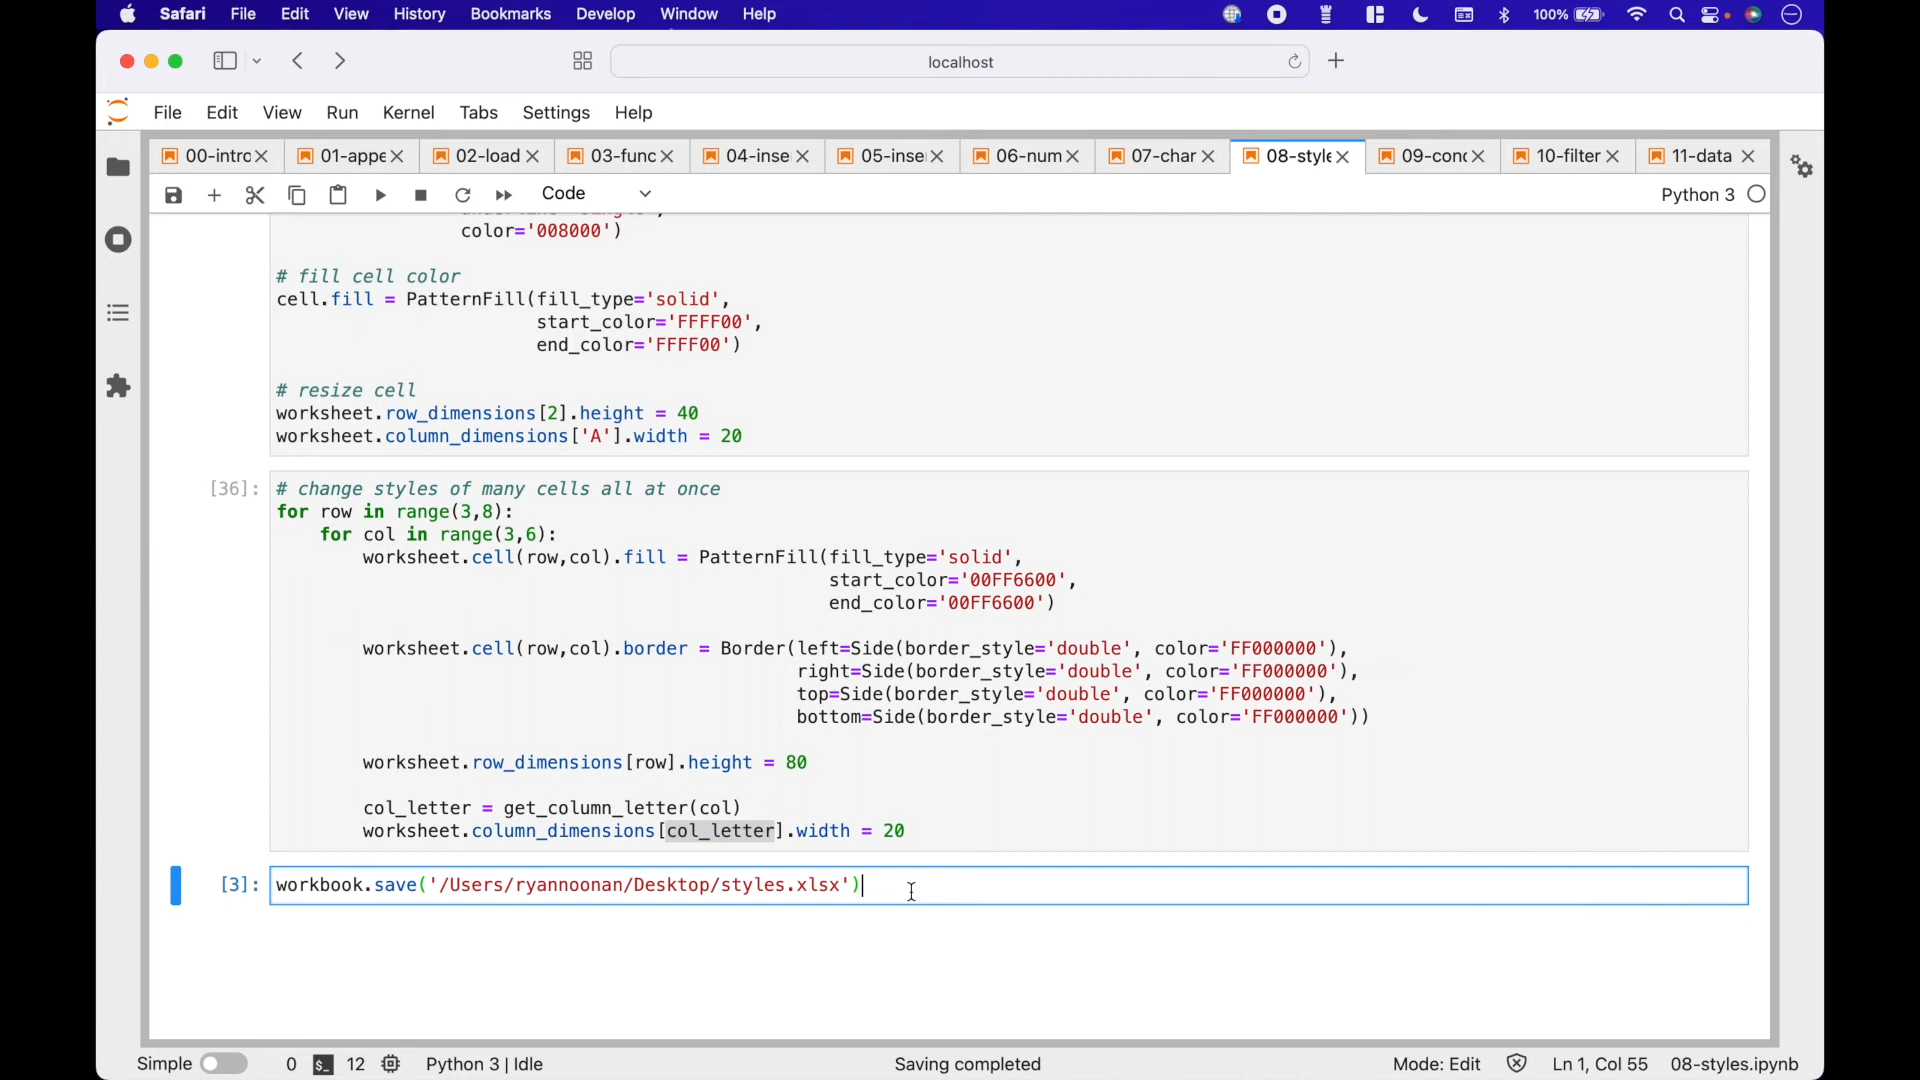 Safari File Edit View History Bookmarks Develop Window Help 100%
localhost
File Edit View Run Kernel Tabs Settings Help
00-intro 01-appe 02-load 03-func 04-inse 05-inse 06-num 07-char 08-style 09-conc 10-filter 11-data
Code Python 3
color='008000')
# fill cell color
cell.fill = PatternFill(fill_type='solid',
start_color='FFFF00',
end_color='FFFF00')
# resize cell
worksheet.row_dimensions[2].height = 40
worksheet.column_dimensions['A'].width = 20
[36]: # change styles of many cells all at once
for row in range(3,8):
for col in range(3,6):
worksheet.cell(row,col).fill = PatternFill(fill_type='solid',
start_color='00FF6600',
end_color='00FF6600')
worksheet.cell(row,col).border = Border(left=Side(border_style='double', color='FF000000'),
right=Side(border_style='double', color='FF000000'),
top=Side(border_style='double', color='FF000000'),
bottom=Side(border_style='double', color='FF000000'))
worksheet.row_dimensions[row].height = 80
col_letter = get_column_letter(col)
worksheet.column_dimensions[col_letter].width = 20
[3]: workbook.save('/Users/ryannoonan/Desktop/styles.xlsx')
Simple 0 $_ 12 Python 3 | Idle Saving completed Mode: Edit Ln 1, Col 55 08-styles.ipynb